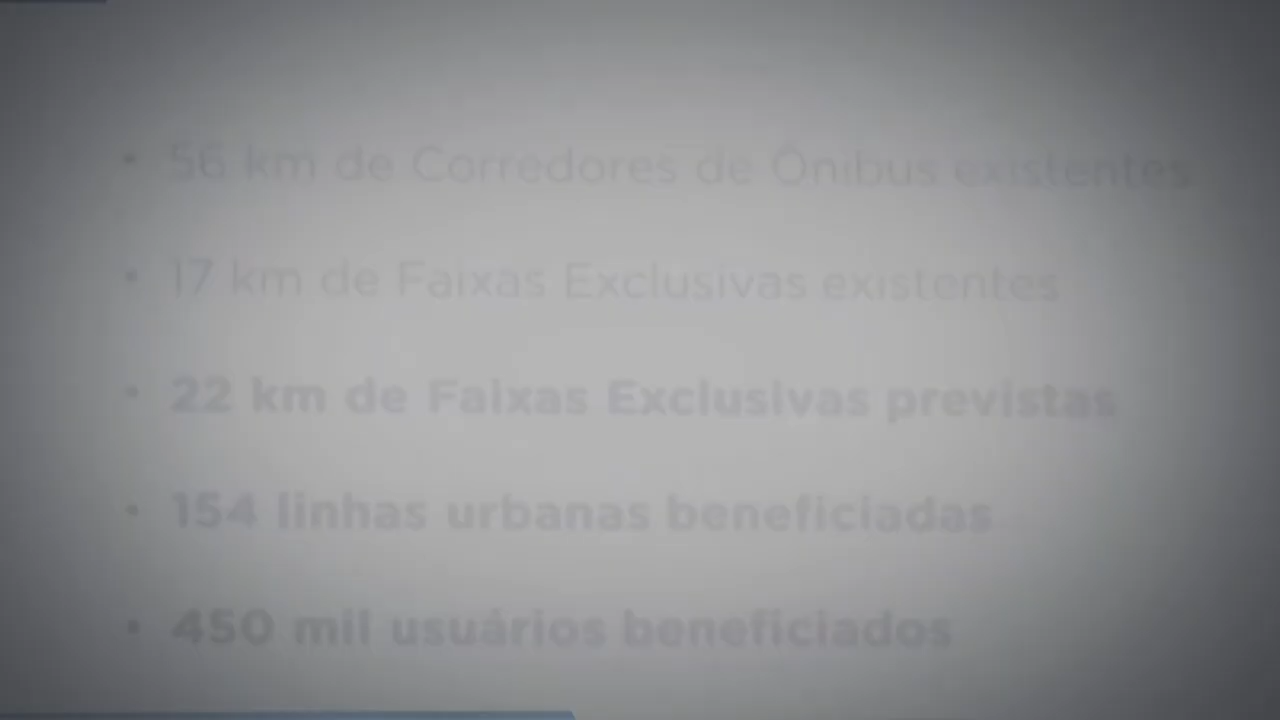 • 56 km de Corredores de Ônibus existentes
• 17 km de Faixas Exclusivas existentes
• 22 km de Faixas Exclusivas previstas
• 154 linhas urbanas beneficiadas
• 450 mil usuários beneficiados